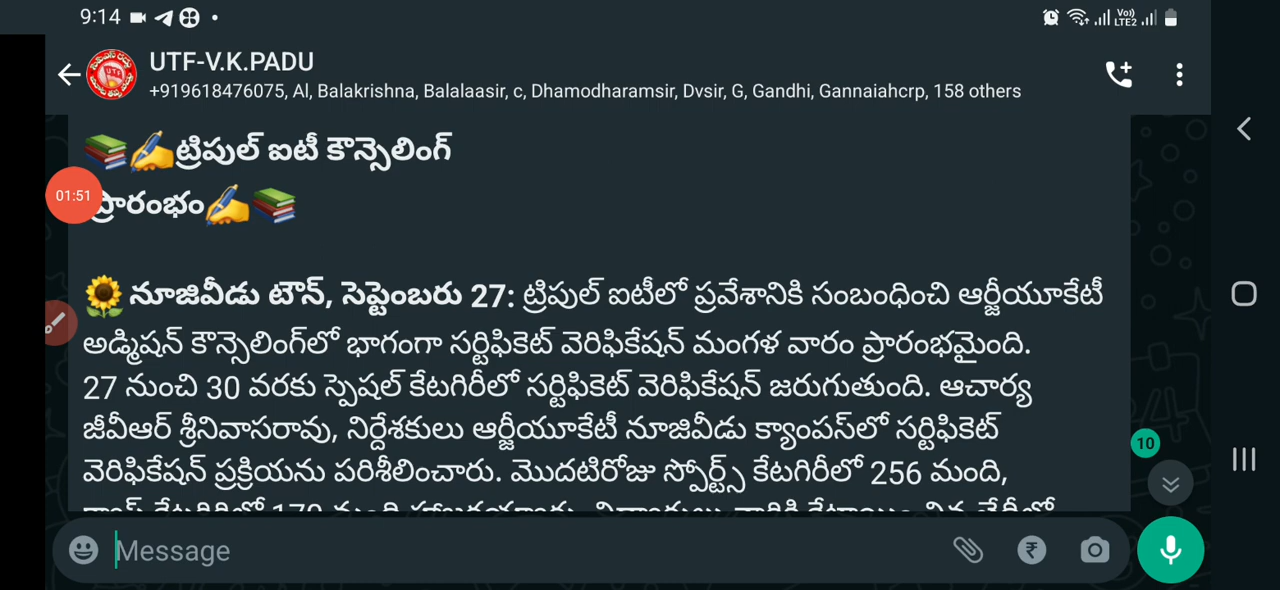 9:14
Vo))
LTE2
UTF-V.K.PADU
+919618476075, Al, Balakrishna, Balalaasir, c, Dhamodharamsir, Dvsir, G, Gandhi, Gannaiahcrp, 158 others
📚✍️ట్రిపుల్ ఐటీ కౌన్సెలింగ్
01:51
ప్రారంభం✍️📚
🌻నూజివీడు టౌన్, సెప్టెంబరు 27: ట్రిపుల్ ఐటీలో ప్రవేశానికి సంబంధించి ఆర్జీయూకేటీ
అడ్మిషన్ కౌన్సెలింగ్‌లో భాగంగా సర్టిఫికెట్ వెరిఫికేషన్ మంగళ వారం ప్రారంభమైంది.
27 నుంచి 30 వరకు స్పెషల్ కేటగిరీలో సర్టిఫికెట్ వెరిఫికేషన్ జరుగుతుంది. ఆచార్య
జీవీఆర్ శ్రీనివాసరావు, నిర్దేశకులు ఆర్జీయూకేటీ నూజివీడు క్యాంపస్‌లో సర్టిఫికెట్
వెరిఫికేషన్ ప్రక్రియను పరిశీలించారు. మొదటిరోజు స్పోర్ట్స్ కేటగిరీలో 256 మంది,
10
Message